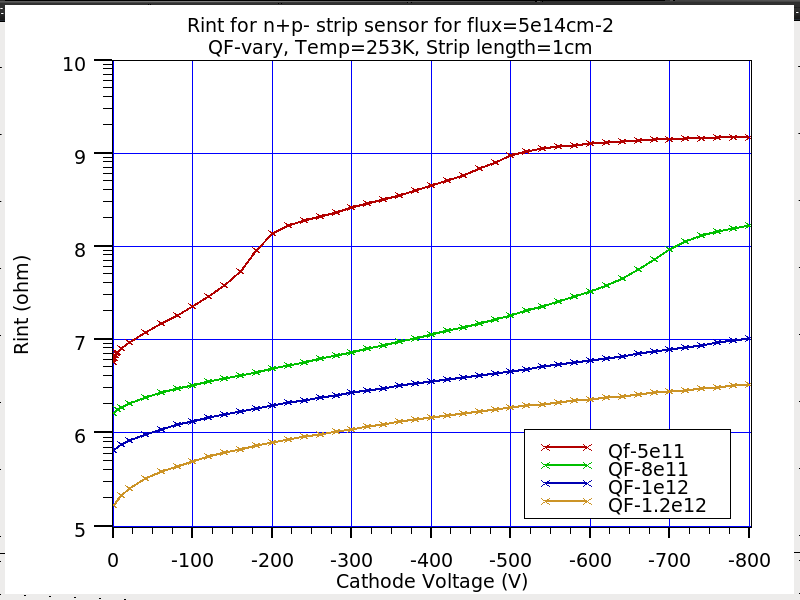 Rint for n+p- strip sensor for flux=5e14cm-2
QF-vary, Temp=253K, Strip length=1cm
10
9
8
7
6
5
Rint (ohm)
Qf-5e11
QF-8e11
QF-1e12
QF-1.2e12
0 -100 -200 -300 -400 -500 -600 -700 -800
Cathode Voltage (V)